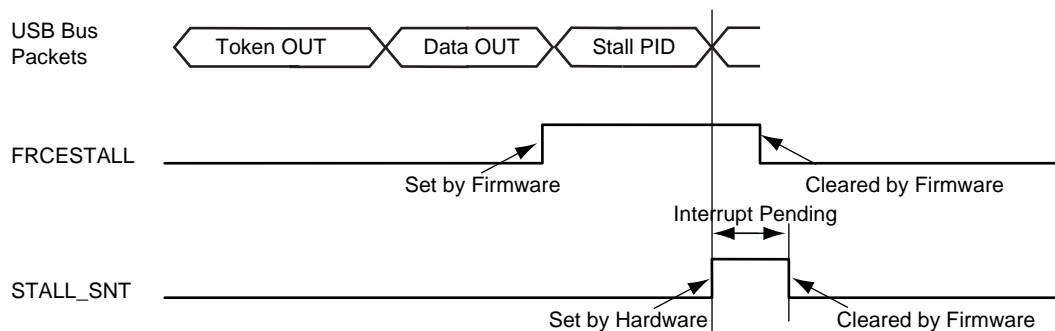 USB Bus
Packets
Token OUT
Data OUT
Stall PID
FRCESTALL
Set by Firmware
Cleared by Firmware
Interrupt Pending
STALL_SNT
Set by Hardware
Cleared by Firmware